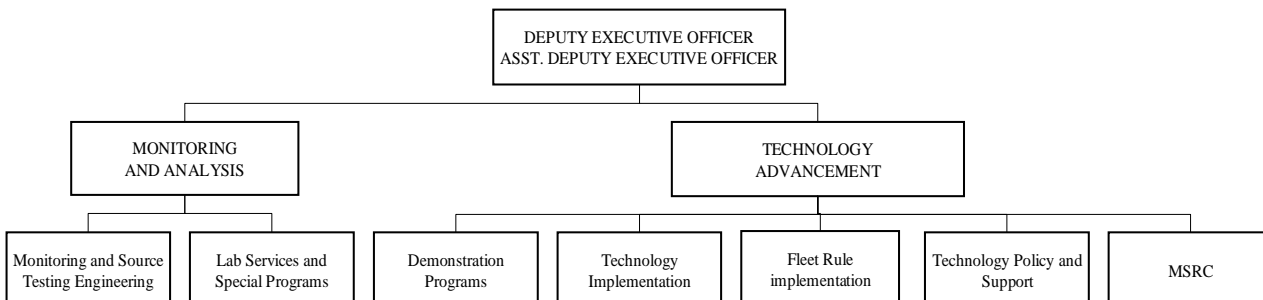 DEPUTY EXECUTIVE OFFICER
ASST. DEPUTY EXECUTIVE OFFICER
MONITORING
AND ANALYSIS
TECHNOLOGY
ADVANCEMENT
Monitoring and Source
Testing Engineering
Lab Services and
Special Programs
Demonstration
Programs
Technology
Implementation
Fleet Rule
implementation
Technology Policy and
Support
MSRC